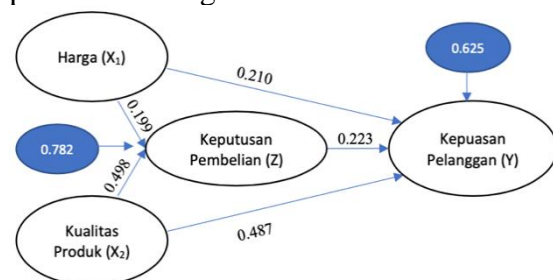 Harga (X₁)
0.625
0.210
0.199
0.782
Keputusan
Pembelian (Z)
0.223
Kepuasan
Pelanggan (Y)
0.498
Kualitas
Produk (X₂)
0.487